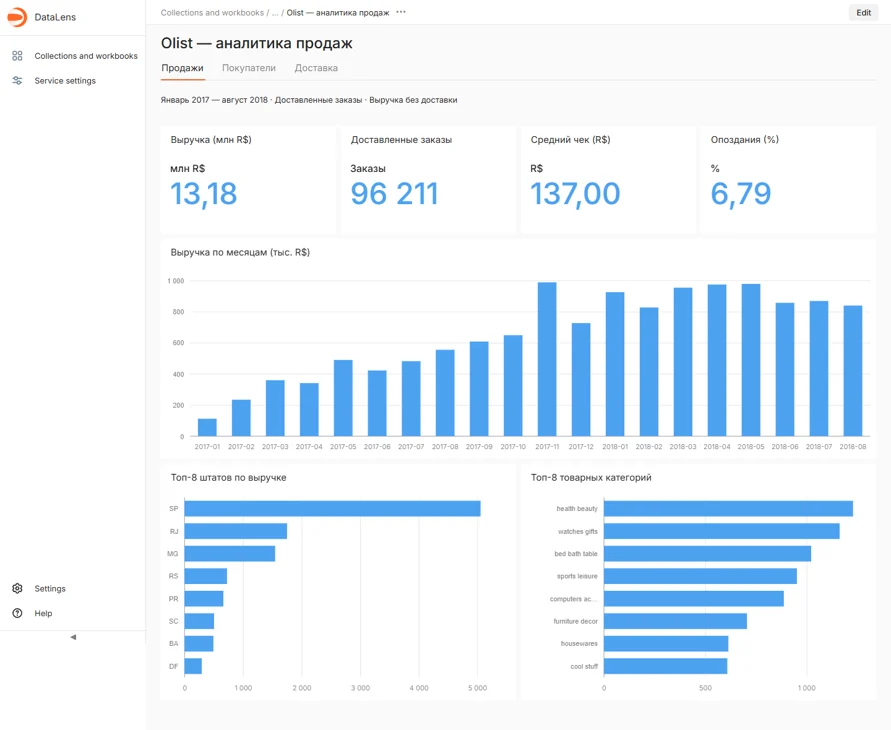 DataLens
Collections and workbooks / ... / Olist — аналитика продаж ···
Edit
Collections and workbooks
Service settings
Olist — аналитика продаж
Продажи Покупатели Доставка
Январь 2017 — август 2018 · Доставленные заказы · Выручка без доставки
Выручка (млн R$)
млн R$
13,18
Доставленные заказы
Заказы
96 211
Средний чек (R$)
R$
137,00
Опоздания (%)
%
6,79
Выручка по месяцам (тыс. R$)
1 000
800
600
400
200
0
2017-01 2017-02 2017-03 2017-04 2017-05 2017-06 2017-07 2017-08 2017-09 2017-10 2017-11 2017-12 2018-01 2018-02 2018-03 2018-04 2018-05 2018-06 2018-07 2018-08
Топ-8 штатов по выручке
SP
RJ
MG
RS
PR
SC
BA
DF
0 1 000 2 000 3 000 4 000 5 000
Топ-8 товарных категорий
health beauty
watches gifts
bed bath table
sports leisure
computers ac...
furniture decor
housewares
cool stuff
0 500 1 000
Settings
Help